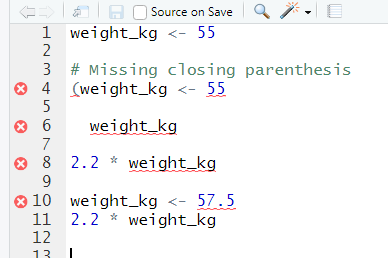 Source on Save
1 weight_kg <- 55
2
3 # Missing closing parenthesis
4 (weight_kg <- 55
5
6   weight_kg
7
8 2.2 * weight_kg
9
10 weight_kg <- 57.5
11 2.2 * weight_kg
12
13